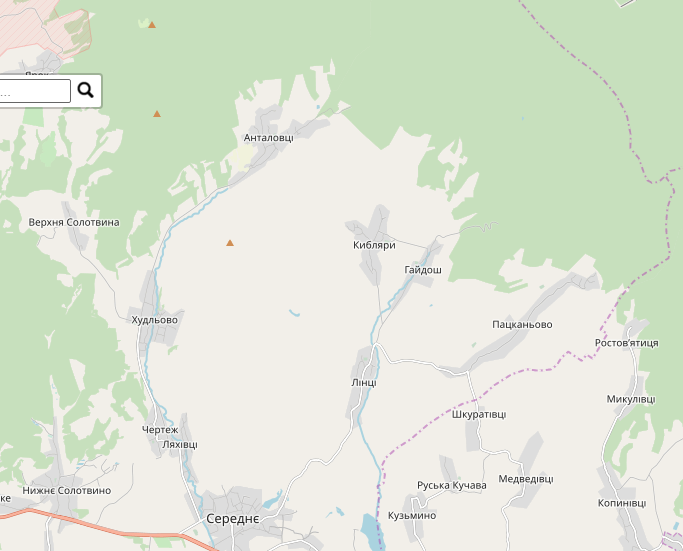 ...
Анталовці
Верхня Солотвина
Кибляри
Гайдош
Худльово
Пацканьово
Ростов'ятиця
Лінці
Микулівці
Шкуратівці
Чертеж
Ляхівці
Медведівці
Руська Кучава
Нижнє Солотвино
ке
Копинівці
Кузьмино
Середнє